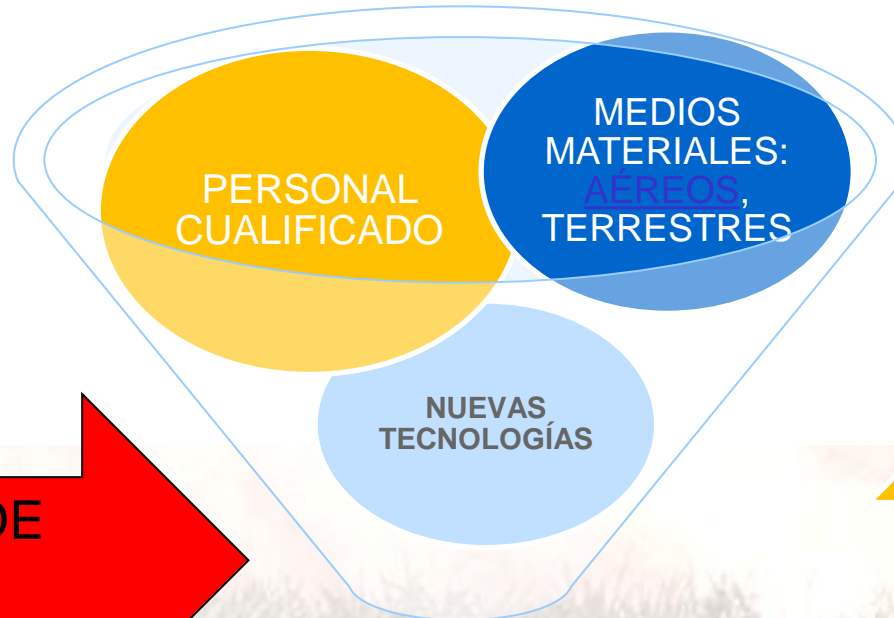 PERSONAL
CUALIFICADO
MEDIOS
MATERIALES:
AÉREOS,
TERRESTRES
NUEVAS
TECNOLOGÍAS
DE